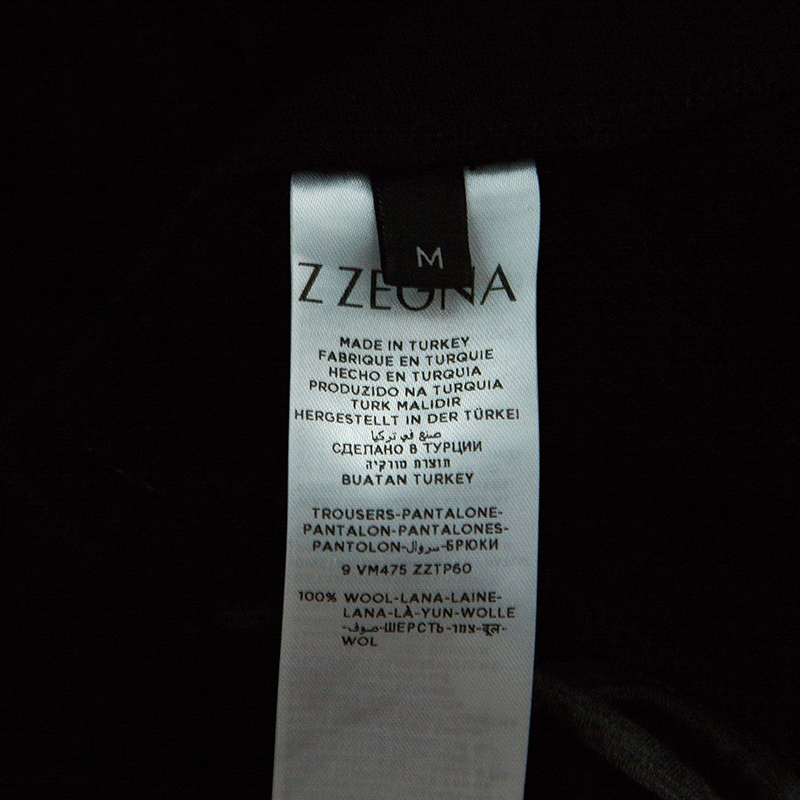 M
Z ZEGNA
MADE IN TURKEY
FABRIQUE EN TURQUIE
HECHO EN TURQUIA
PRODUZIDO NA TURQUIA
TURK MALIDIR
HERGESTELLT IN DER TÜRKEI
صنع في تركيا
СДЕЛАНО В ТУРЦИИ
תוצרת טורקיה
BUATAN TURKEY
TROUSERS-PANTALONE-
PANTALON-PANTALONES-
PANTOLON-سروال-БРЮКИ
9 VM475 ZZTP60
100% WOOL-LANA-LAINE-
LANA-LÀ-YUN-WOLLE
-صوف-ШЕРСТЬ-צמר-वूल-
WOL